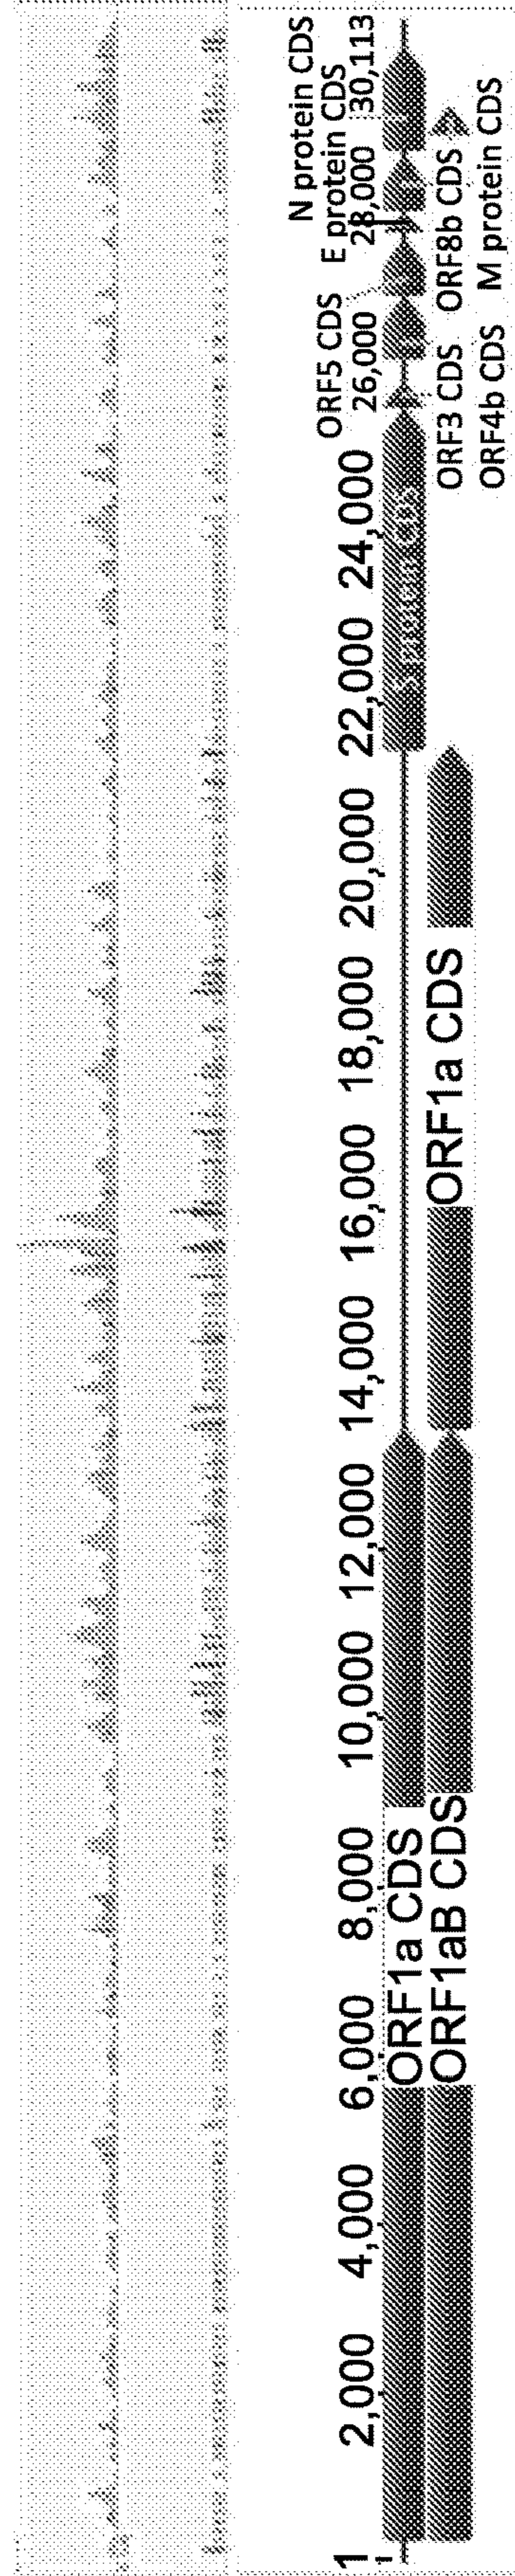 N protein CDS
ORF5 CDS E protein CDS
1 2,000 4,000 6,000 8,000 10,000 12,000 14,000 16,000 18,000 20,000 22,000 24,000 26,000 28,000 30,113
ORF1a CDS S protein CDS
ORF1aB CDS ORF1a CDS ORF3 CDS ORF8b CDS
ORF4b CDS M protein CDS